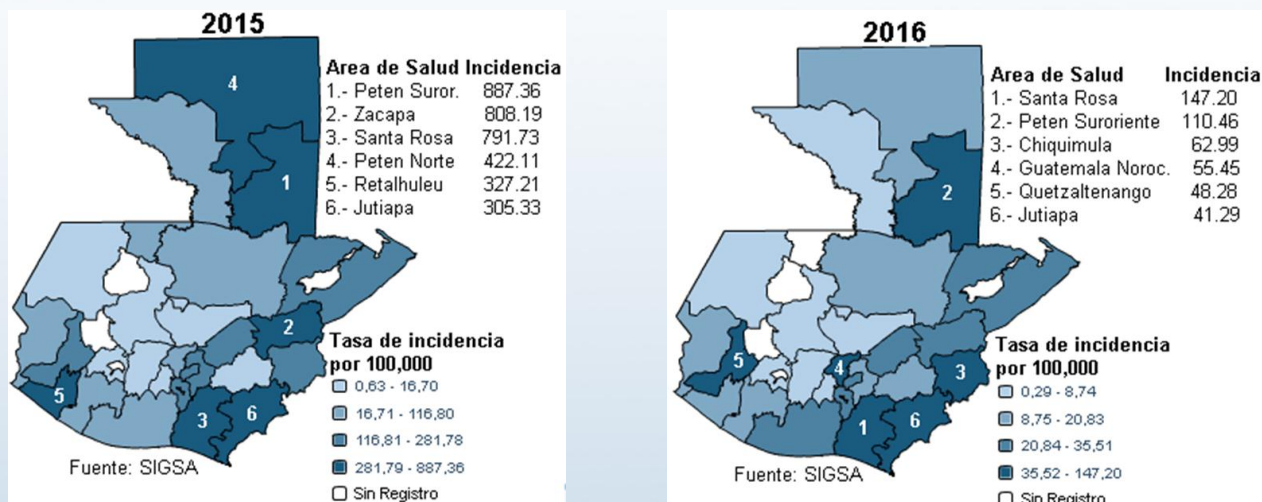 2015
Area de Salud Incidencia
1.- Peten Suror. 887.36
2.- Zacapa 808.19
3.- Santa Rosa 791.73
4.- Peten Norte 422.11
5.- Retalhuleu 327.21
6.- Jutiapa 305.33
4
1
2
5
3
6
Tasa de incidencia
por 100,000
0,63 - 16,70
16,71 - 116,80
116,81 - 281,78
281,79 - 887,36
Sin Registro
Fuente: SIGSA
2016
Area de Salud Incidencia
1.- Santa Rosa 147.20
2.- Peten Suroriente 110.46
3.- Chiquimula 62.99
4.- Guatemala Noroc. 55.45
5.- Quetzaltenango 48.28
6.- Jutiapa 41.29
2
5
4
3
1
6
Tasa de incidencia
por 100,000
0,29 - 8,74
8,75 - 20,83
20,84 - 35,51
35,52 - 147,20
Sin Registro
Fuente: SIGSA